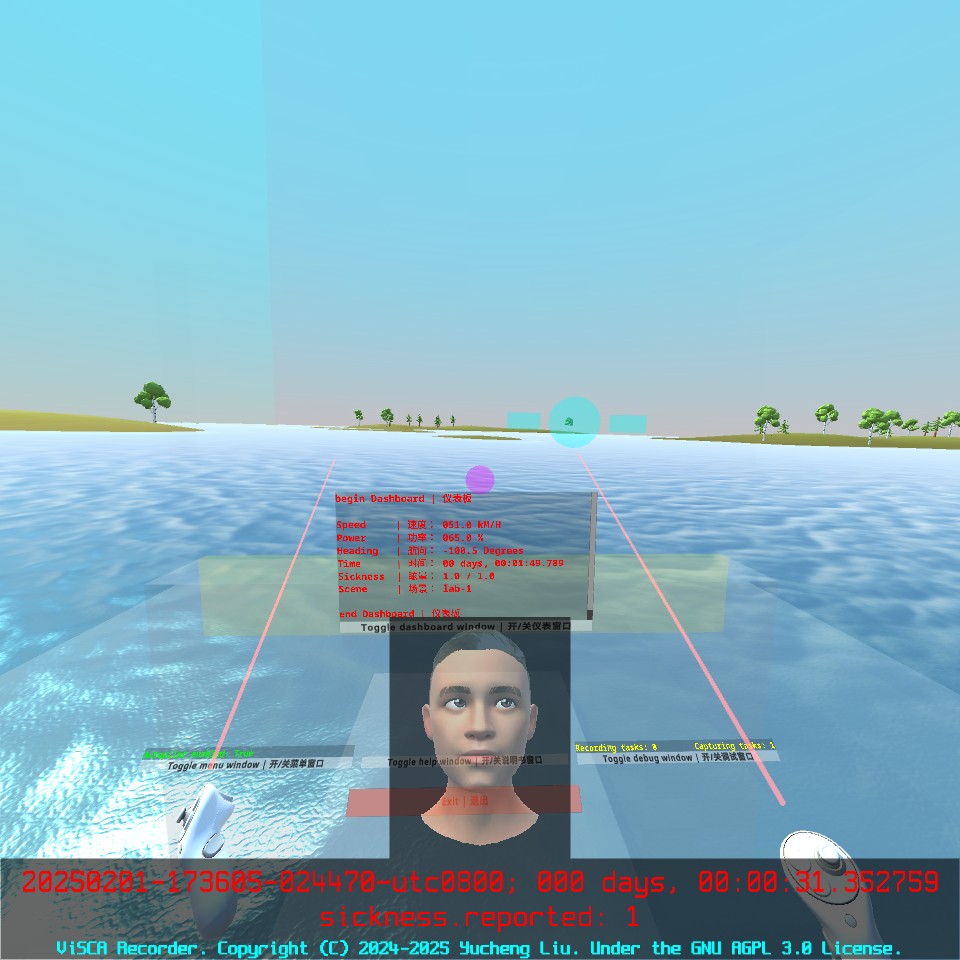 begin Dashboard | 仪表板
Speed | 速度： 051.0 kM/H
Power | 功率： 065.0 %
Heading | 航向： -100.5 Degrees
Time | 时间： 00 days, 00:01:49.789
Sickness | 眩晕： 1.0 / 1.0
Scene | 场景： lab-1
end Dashboard | 仪表板
Toggle dashboard window | 开/关仪表窗口
True
Recording tasks: 0 Capturing tasks: 1
Toggle menu window | 开/关菜单窗口
Toggle help window | 开/关说明书窗口
Toggle debug window | 开/关调试窗口
Exit | 退出
20250201-173605-024470-utc0800; 000 days, 00:00:31.352759
sickness.reported: 1
ViSCA Recorder. Copyright (C) 2024-2025 Yucheng Liu. Under the GNU AGPL 3.0 License.